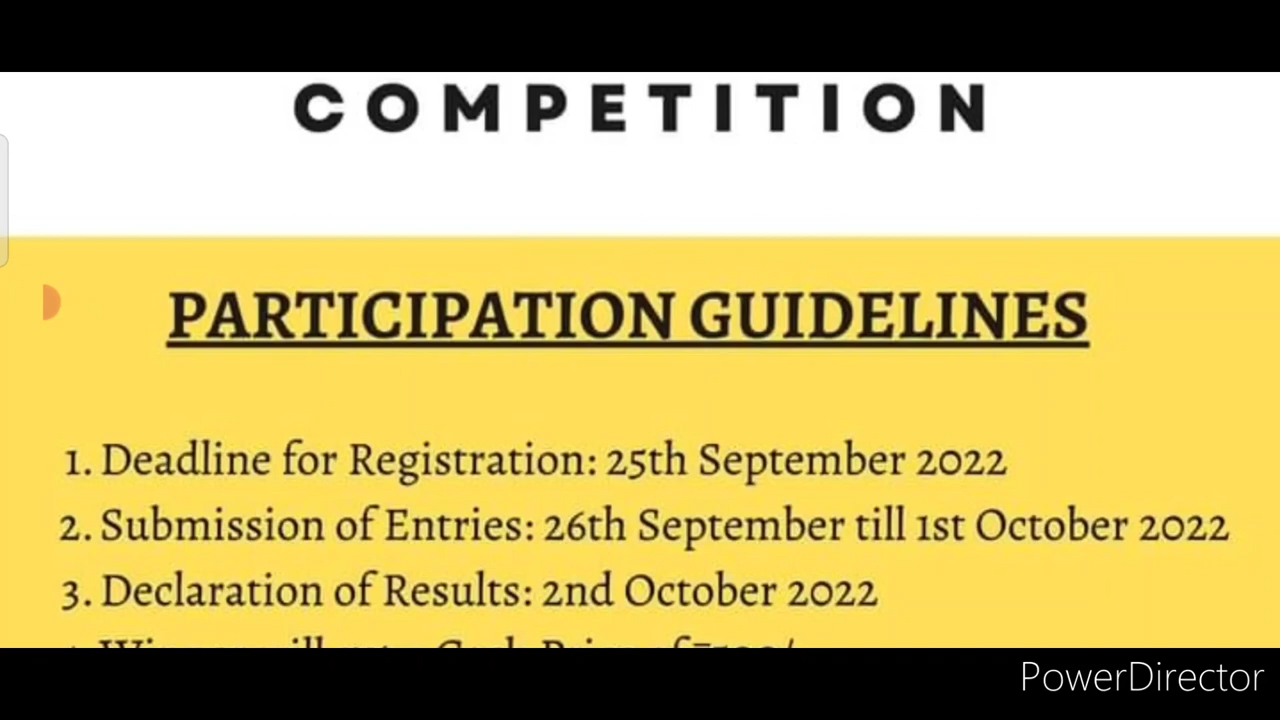 COMPETITION
PARTICIPATION GUIDELINES
1. Deadline for Registration: 25th September 2022
2. Submission of Entries: 26th September till 1st October 2022
3. Declaration of Results: 2nd October 2022
PowerDirector